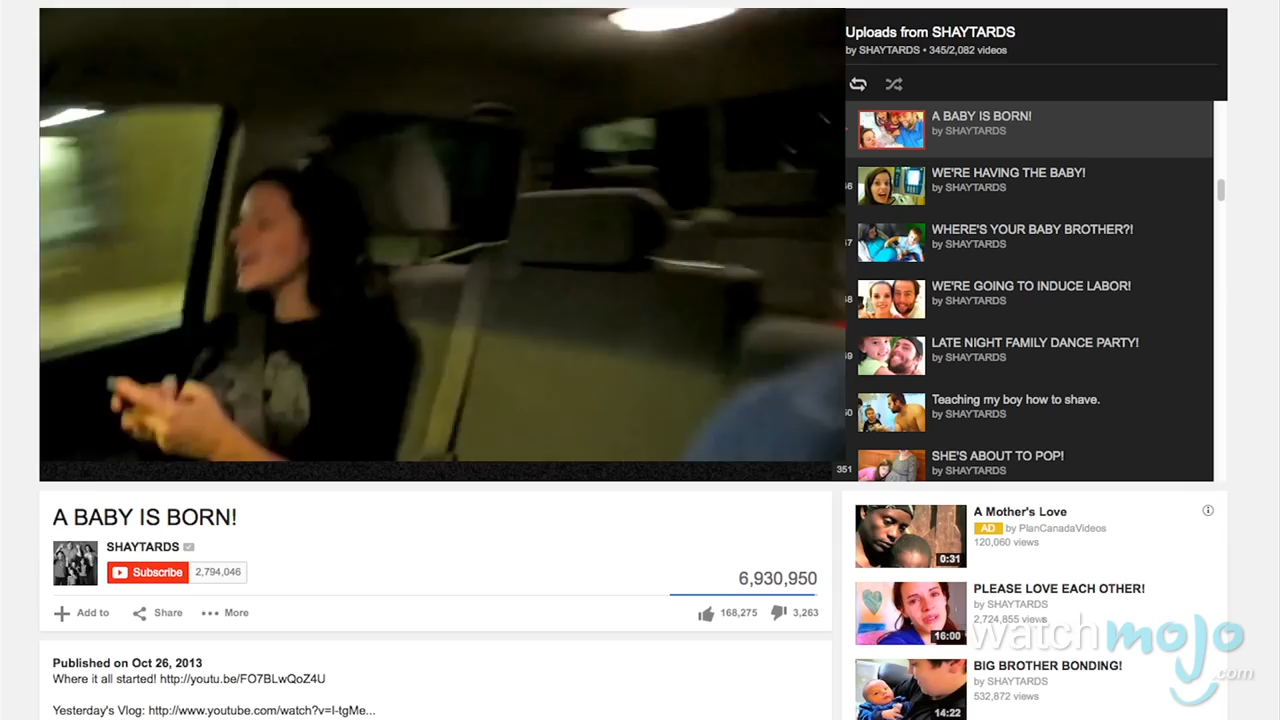 Uploads from SHAYTARDS
by SHAYTARDS • 345/2,082 videos
A BABY IS BORN!
by SHAYTARDS
WE'RE HAVING THE BABY!
by SHAYTARDS
WHERE'S YOUR BABY BROTHER?!
by SHAYTARDS
WE'RE GOING TO INDUCE LABOR!
by SHAYTARDS
LATE NIGHT FAMILY DANCE PARTY!
by SHAYTARDS
Teaching my boy how to shave.
by SHAYTARDS
351
SHE'S ABOUT TO POP!
by SHAYTARDS
A BABY IS BORN!
SHAYTARDS
Subscribe 2,794,046
6,930,950
Add to Share More
168,275 3,263
Published on Oct 26, 2013
Where it all started! http://youtu.be/FO7BLwQoZ4U
Yesterday's Vlog: http://www.youtube.com/watch?v=I-tgMe...
A Mother's Love
AD by PlanCanadaVideos
120,060 views
0:31
PLEASE LOVE EACH OTHER!
by SHAYTARDS
2,724,855 views
16:00
BIG BROTHER BONDING!
by SHAYTARDS
532,872 views
14:22
watchmojo
.com